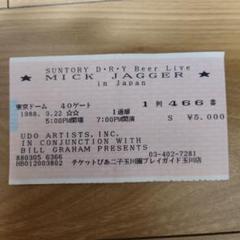 SUNTORY D・R・Y Beer Live
★ MICK JAGGER ★
in Japan
東京ドーム 40ゲート
1988. 3.22 ☆☆ 1塁側 1列 466番
5:00PM開場 7:00PM開演 S ¥5,000
UDO ARTISTS, INC.
IN CONJUNCTION WITH
BILL GRAHAM PRESENTS
880305 6366 03-402-7281
HB012003802 チケットぴあ二子玉川園プレイガイド玉川店